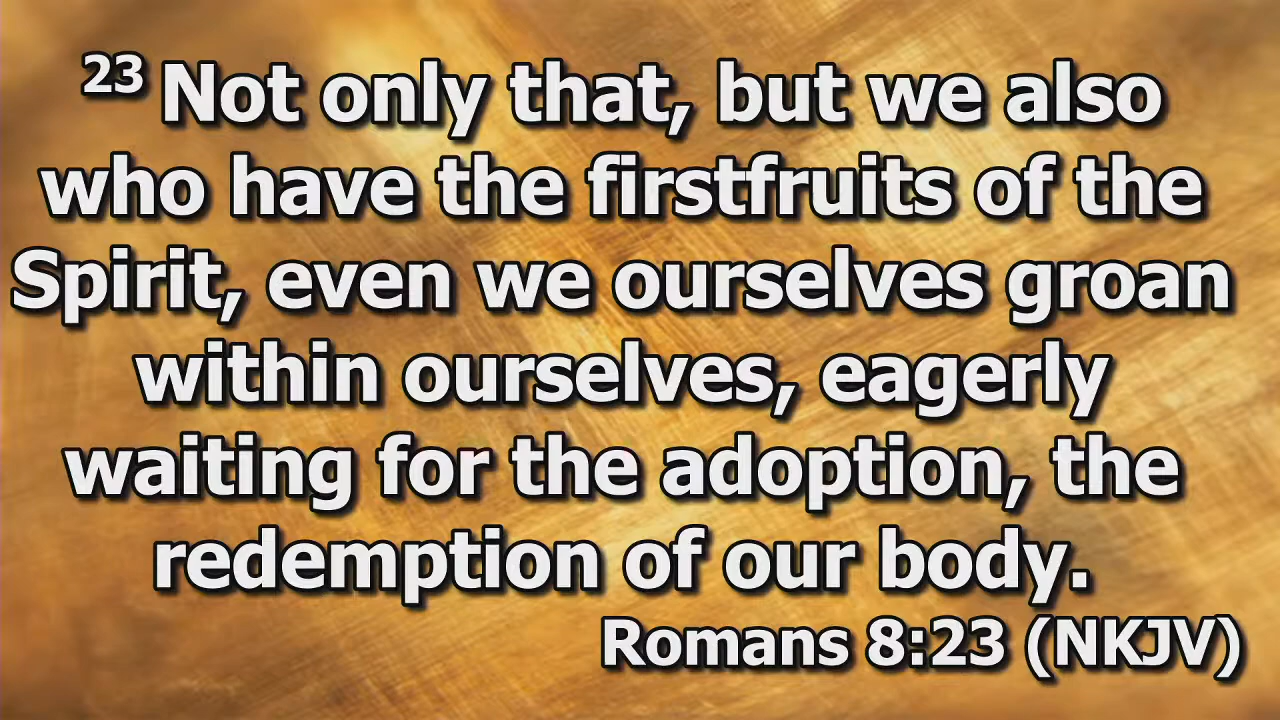 23 Not only that, but we also
who have the firstfruits of the
Spirit, even we ourselves groan
within ourselves, eagerly
waiting for the adoption, the
redemption of our body.
Romans 8:23 (NKJV)